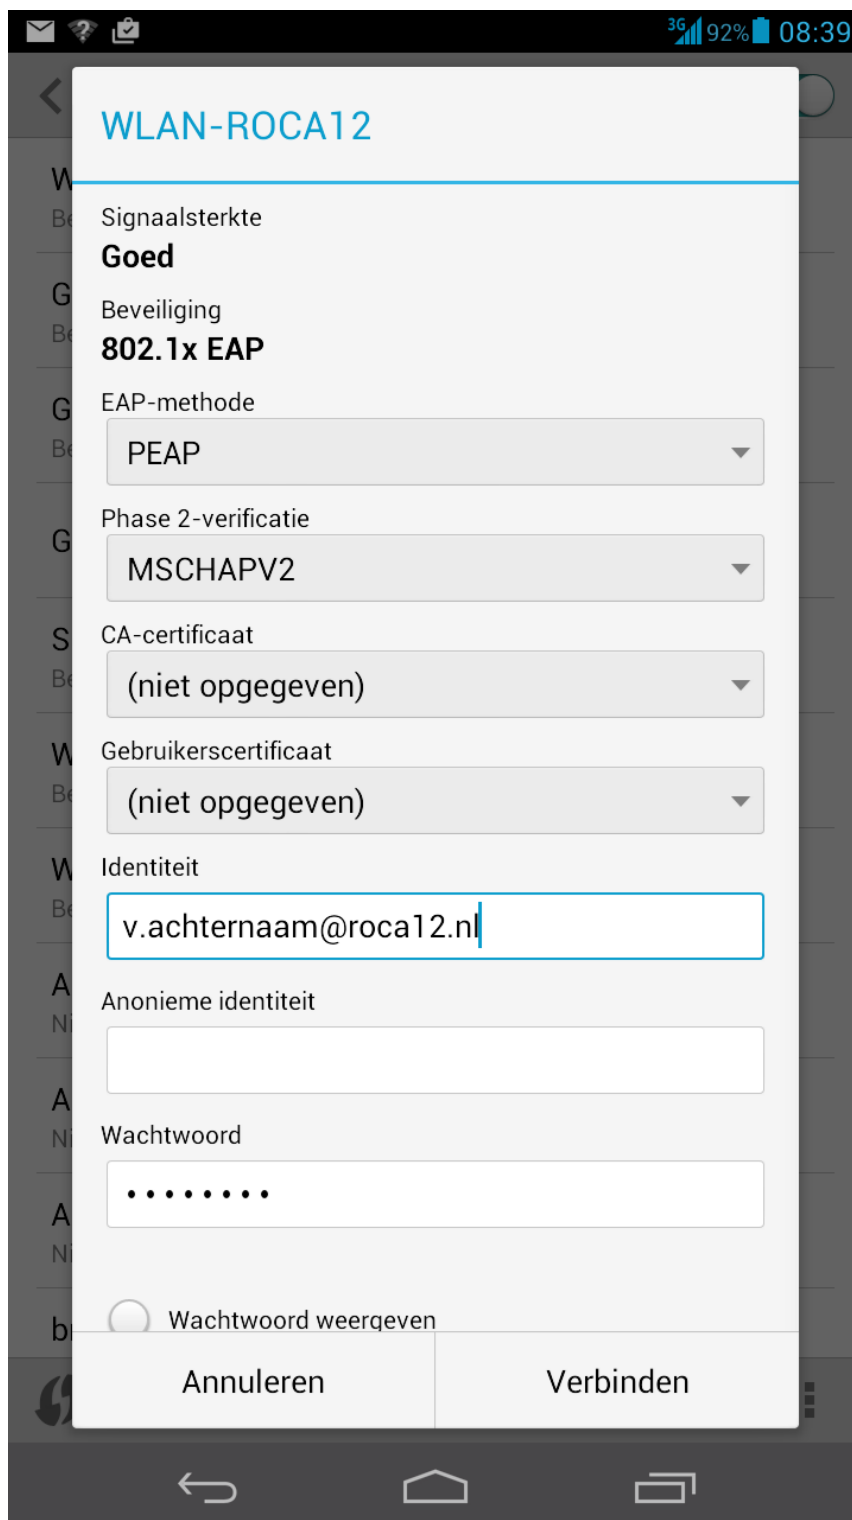 3G 92% 08:39
WLAN-ROCA12
Signaalsterkte
Goed
Beveiliging
802.1x EAP
EAP-methode
PEAP
Phase 2-verificatie
MSCHAPV2
CA-certificaat
(niet opgegeven)
Gebruikerscertificaat
(niet opgegeven)
Identiteit
v.achternaam@roca12.nl
Anonieme identiteit
Wachtwoord
••••••••
Wachtwoord weergeven
Annuleren
Verbinden